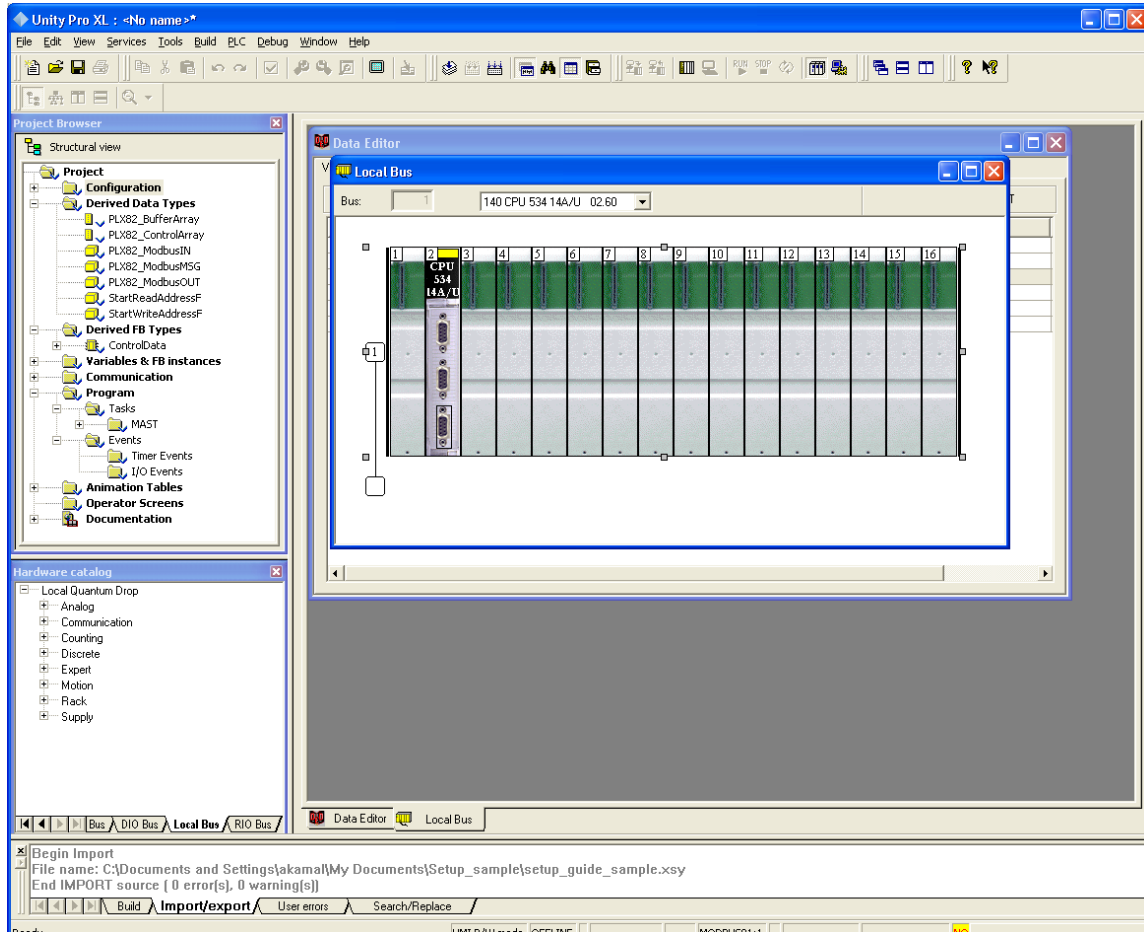 Unity Pro XL : <No name>*
File Edit View Services Tools Build PLC Debug Window Help
RUN STOP
Project Browser
Structural view
Project
Configuration
Derived Data Types
PLX82_BufferArray
PLX82_ControlArray
PLX82_ModbusIN
PLX82_ModbusMSG
PLX82_ModbusOUT
StartReadAddressF
StartWriteAddressF
Derived FB Types
ControlData
Variables & FB instances
Communication
Program
Tasks
MAST
Events
Timer Events
I/O Events
Animation Tables
Operator Screens
Documentation
Data Editor
Local Bus
Bus: 1 140 CPU 534 14A/U 02.60
1 2 3 4 5 6 7 8 9 10 11 12 13 14 15 16
CPU
534
14A/U
1
Hardware catalog
Local Quantum Drop
Analog
Communication
Counting
Discrete
Expert
Motion
Rack
Supply
Bus DIO Bus Local Bus RIO Bus
Data Editor Local Bus
Begin Import
File name: C:\Documents and Settings\akamal\My Documents\Setup_sample\setup_guide_sample.xsy
End IMPORT source ( 0 error(s), 0 warning(s))
Build Import/export User errors Search/Replace